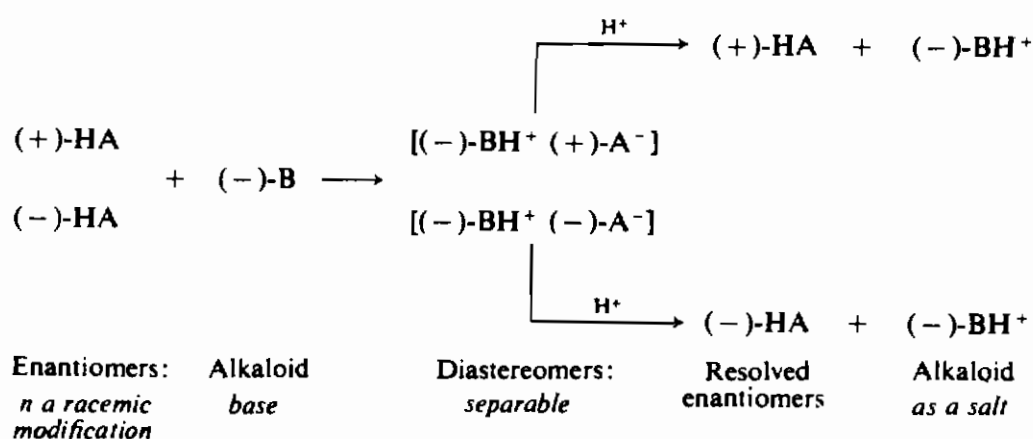 H⁺
(+)-HA + (−)-BH⁺
(+)-HA
[(−)-BH⁺ (+)-A⁻]
+ (−)-B ⟶
(−)-HA
[(−)-BH⁺ (−)-A⁻]
H⁺
(−)-HA + (−)-BH⁺
Enantiomers: Alkaloid Diastereomers: Resolved Alkaloid
n a racemic base separable enantiomers as a salt
modification